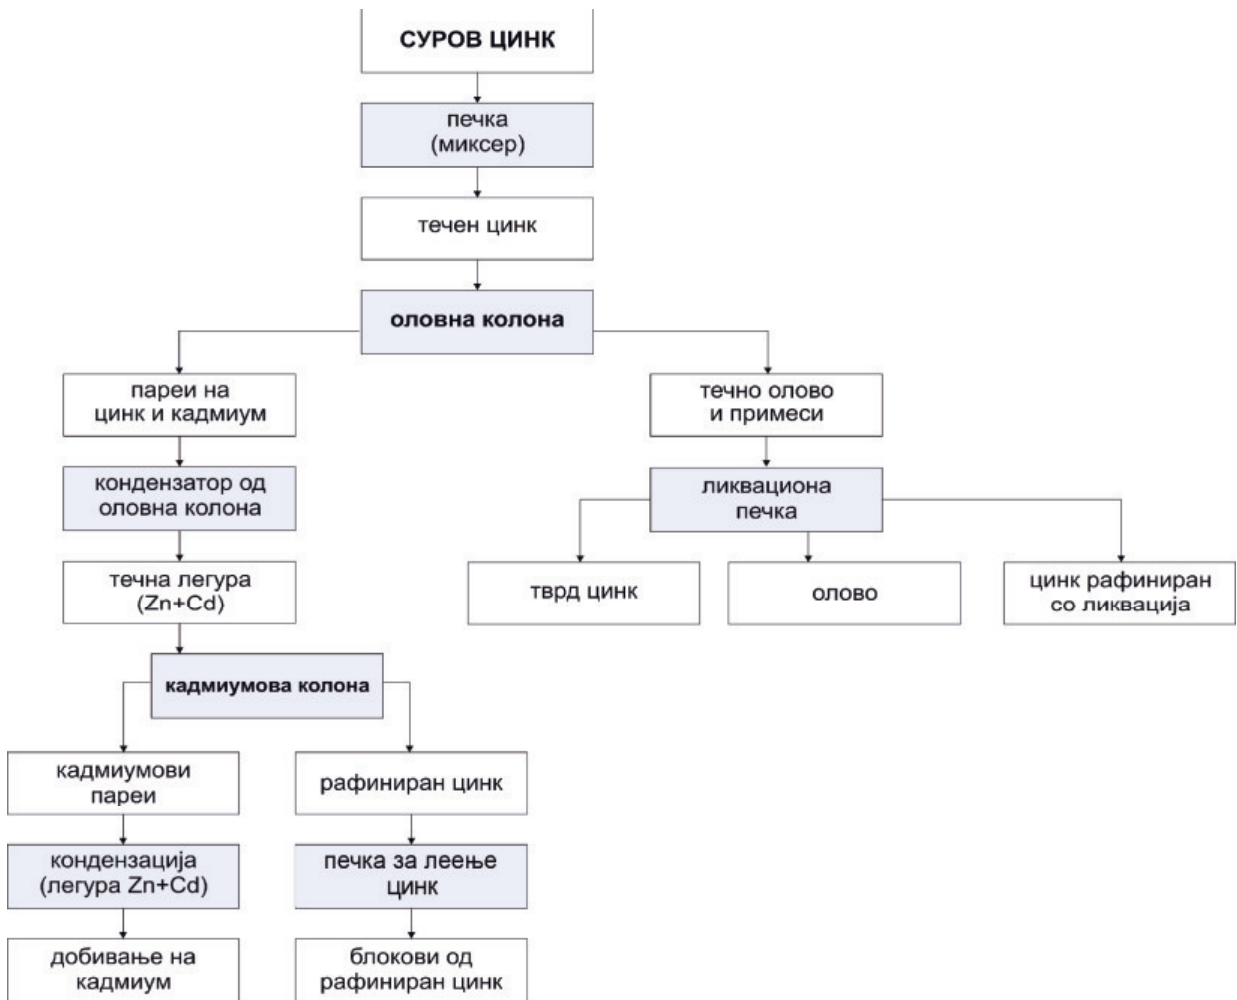 СУРОВ ЦИНК
печка
(миксер)
течен цинк
оловна колона
пареи на
цинк и кадмиум
течно олово
и примеси
кондензатор од
оловна колона
ликвациона
печка
течна легура
(Zn+Cd)
тврд цинк
олово
цинк рафиниран
со ликвација
кадмиумова колона
кадмиумови
пареи
рафиниран цинк
кондензација
(легура Zn+Cd)
печка за леење
цинк
добивање на
кадмиум
блокови од
рафиниран цинк